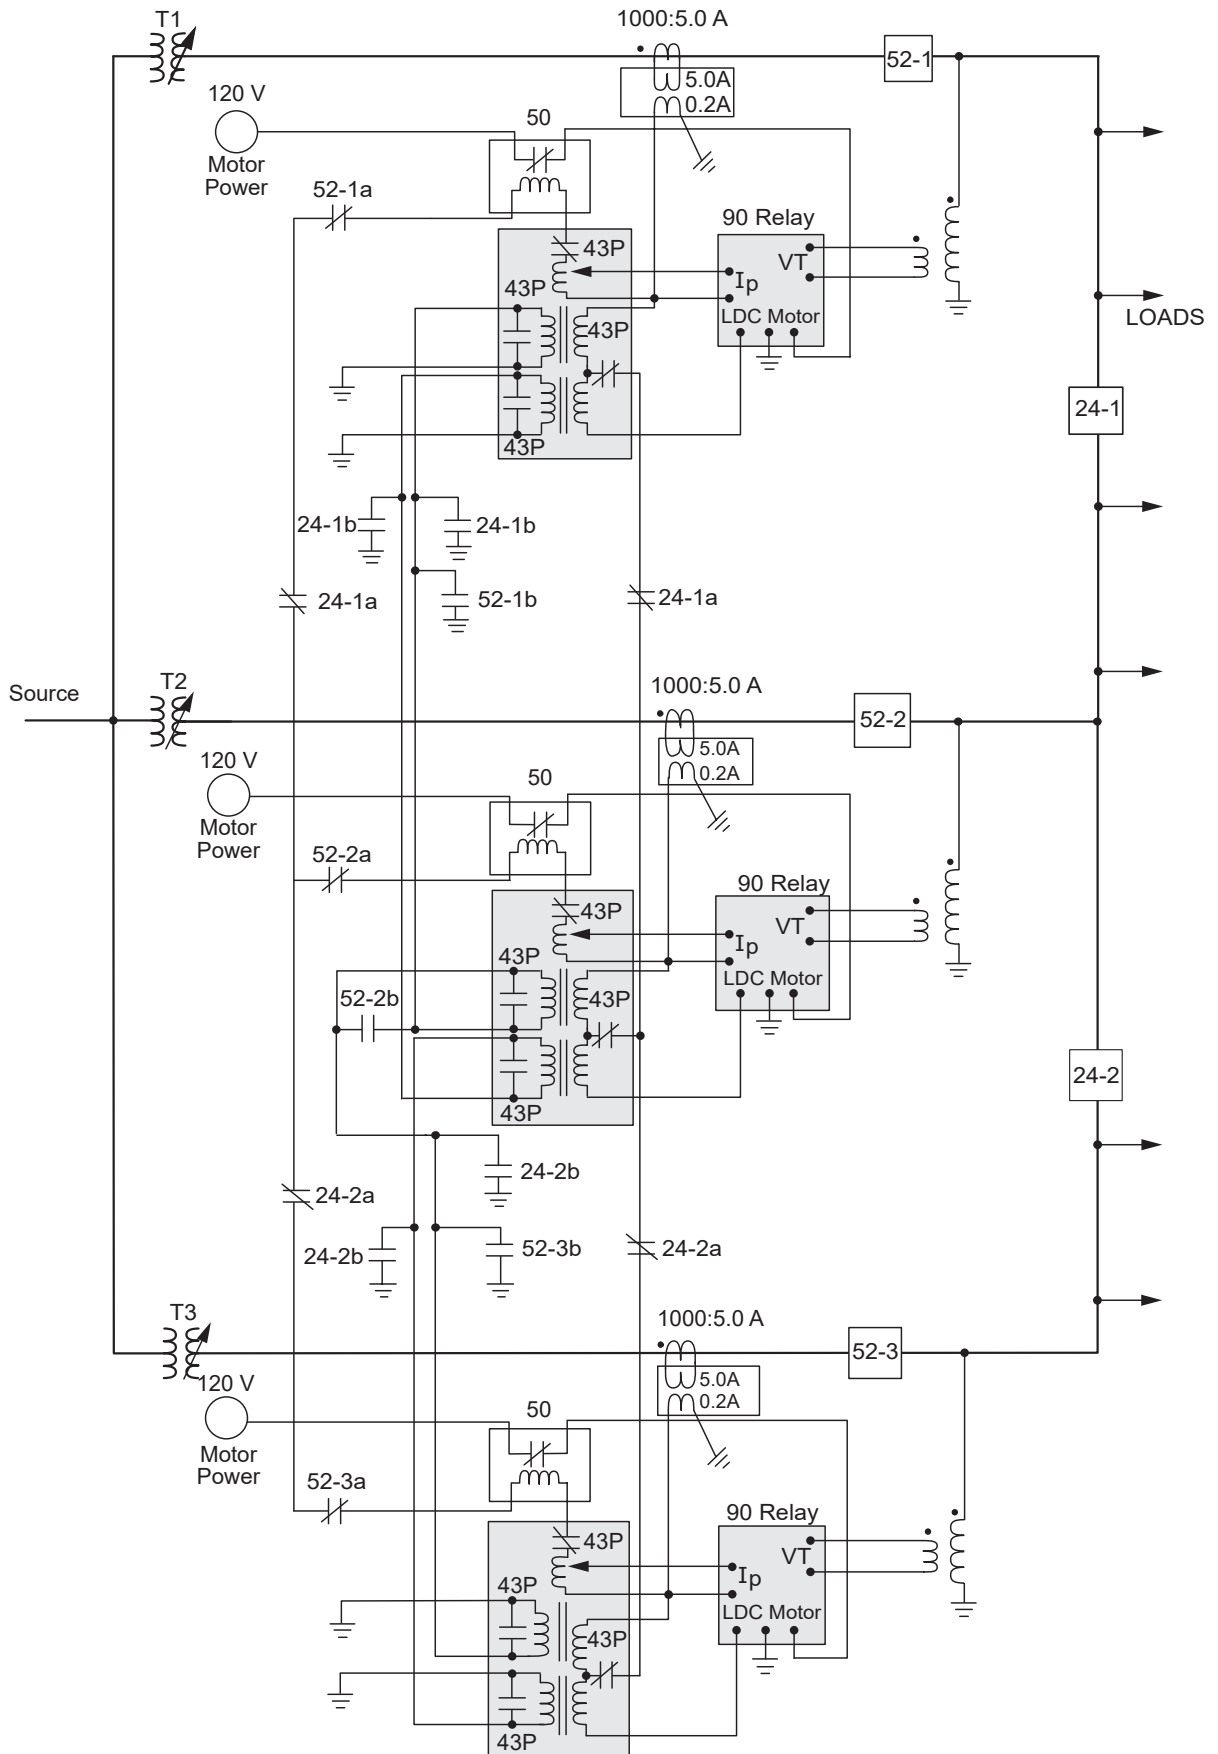 T1
1000:5.0 A
52-1
5.0A
0.2A
120 V
50
Motor
Power
52-1a
90 Relay
43P
VT
Ip
43P
43P
LDC Motor
LOADS
24-1
43P
24-1b
24-1b
24-1a
52-1b
24-1a
Source
T2
1000:5.0 A
52-2
5.0A
0.2A
120 V
50
Motor
Power
52-2a
90 Relay
43P
VT
Ip
43P
LDC Motor
52-2b
43P
24-2
43P
24-2b
24-2a
24-2b
52-3b
24-2a
T3
1000:5.0 A
52-3
5.0A
0.2A
120 V
50
Motor
Power
52-3a
90 Relay
43P
VT
Ip
43P
LDC Motor
43P
43P